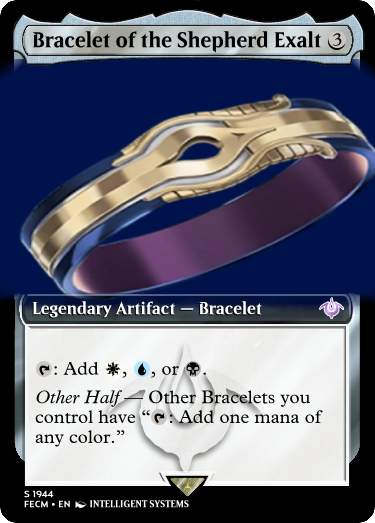 Bracelet of the Shepherd Exalt 3
Legendary Artifact — Bracelet
: Add , , or .
Other Half — Other Bracelets you
control have “: Add one mana of
any color.”
S 1944
FECM • EN INTELLIGENT SYSTEMS